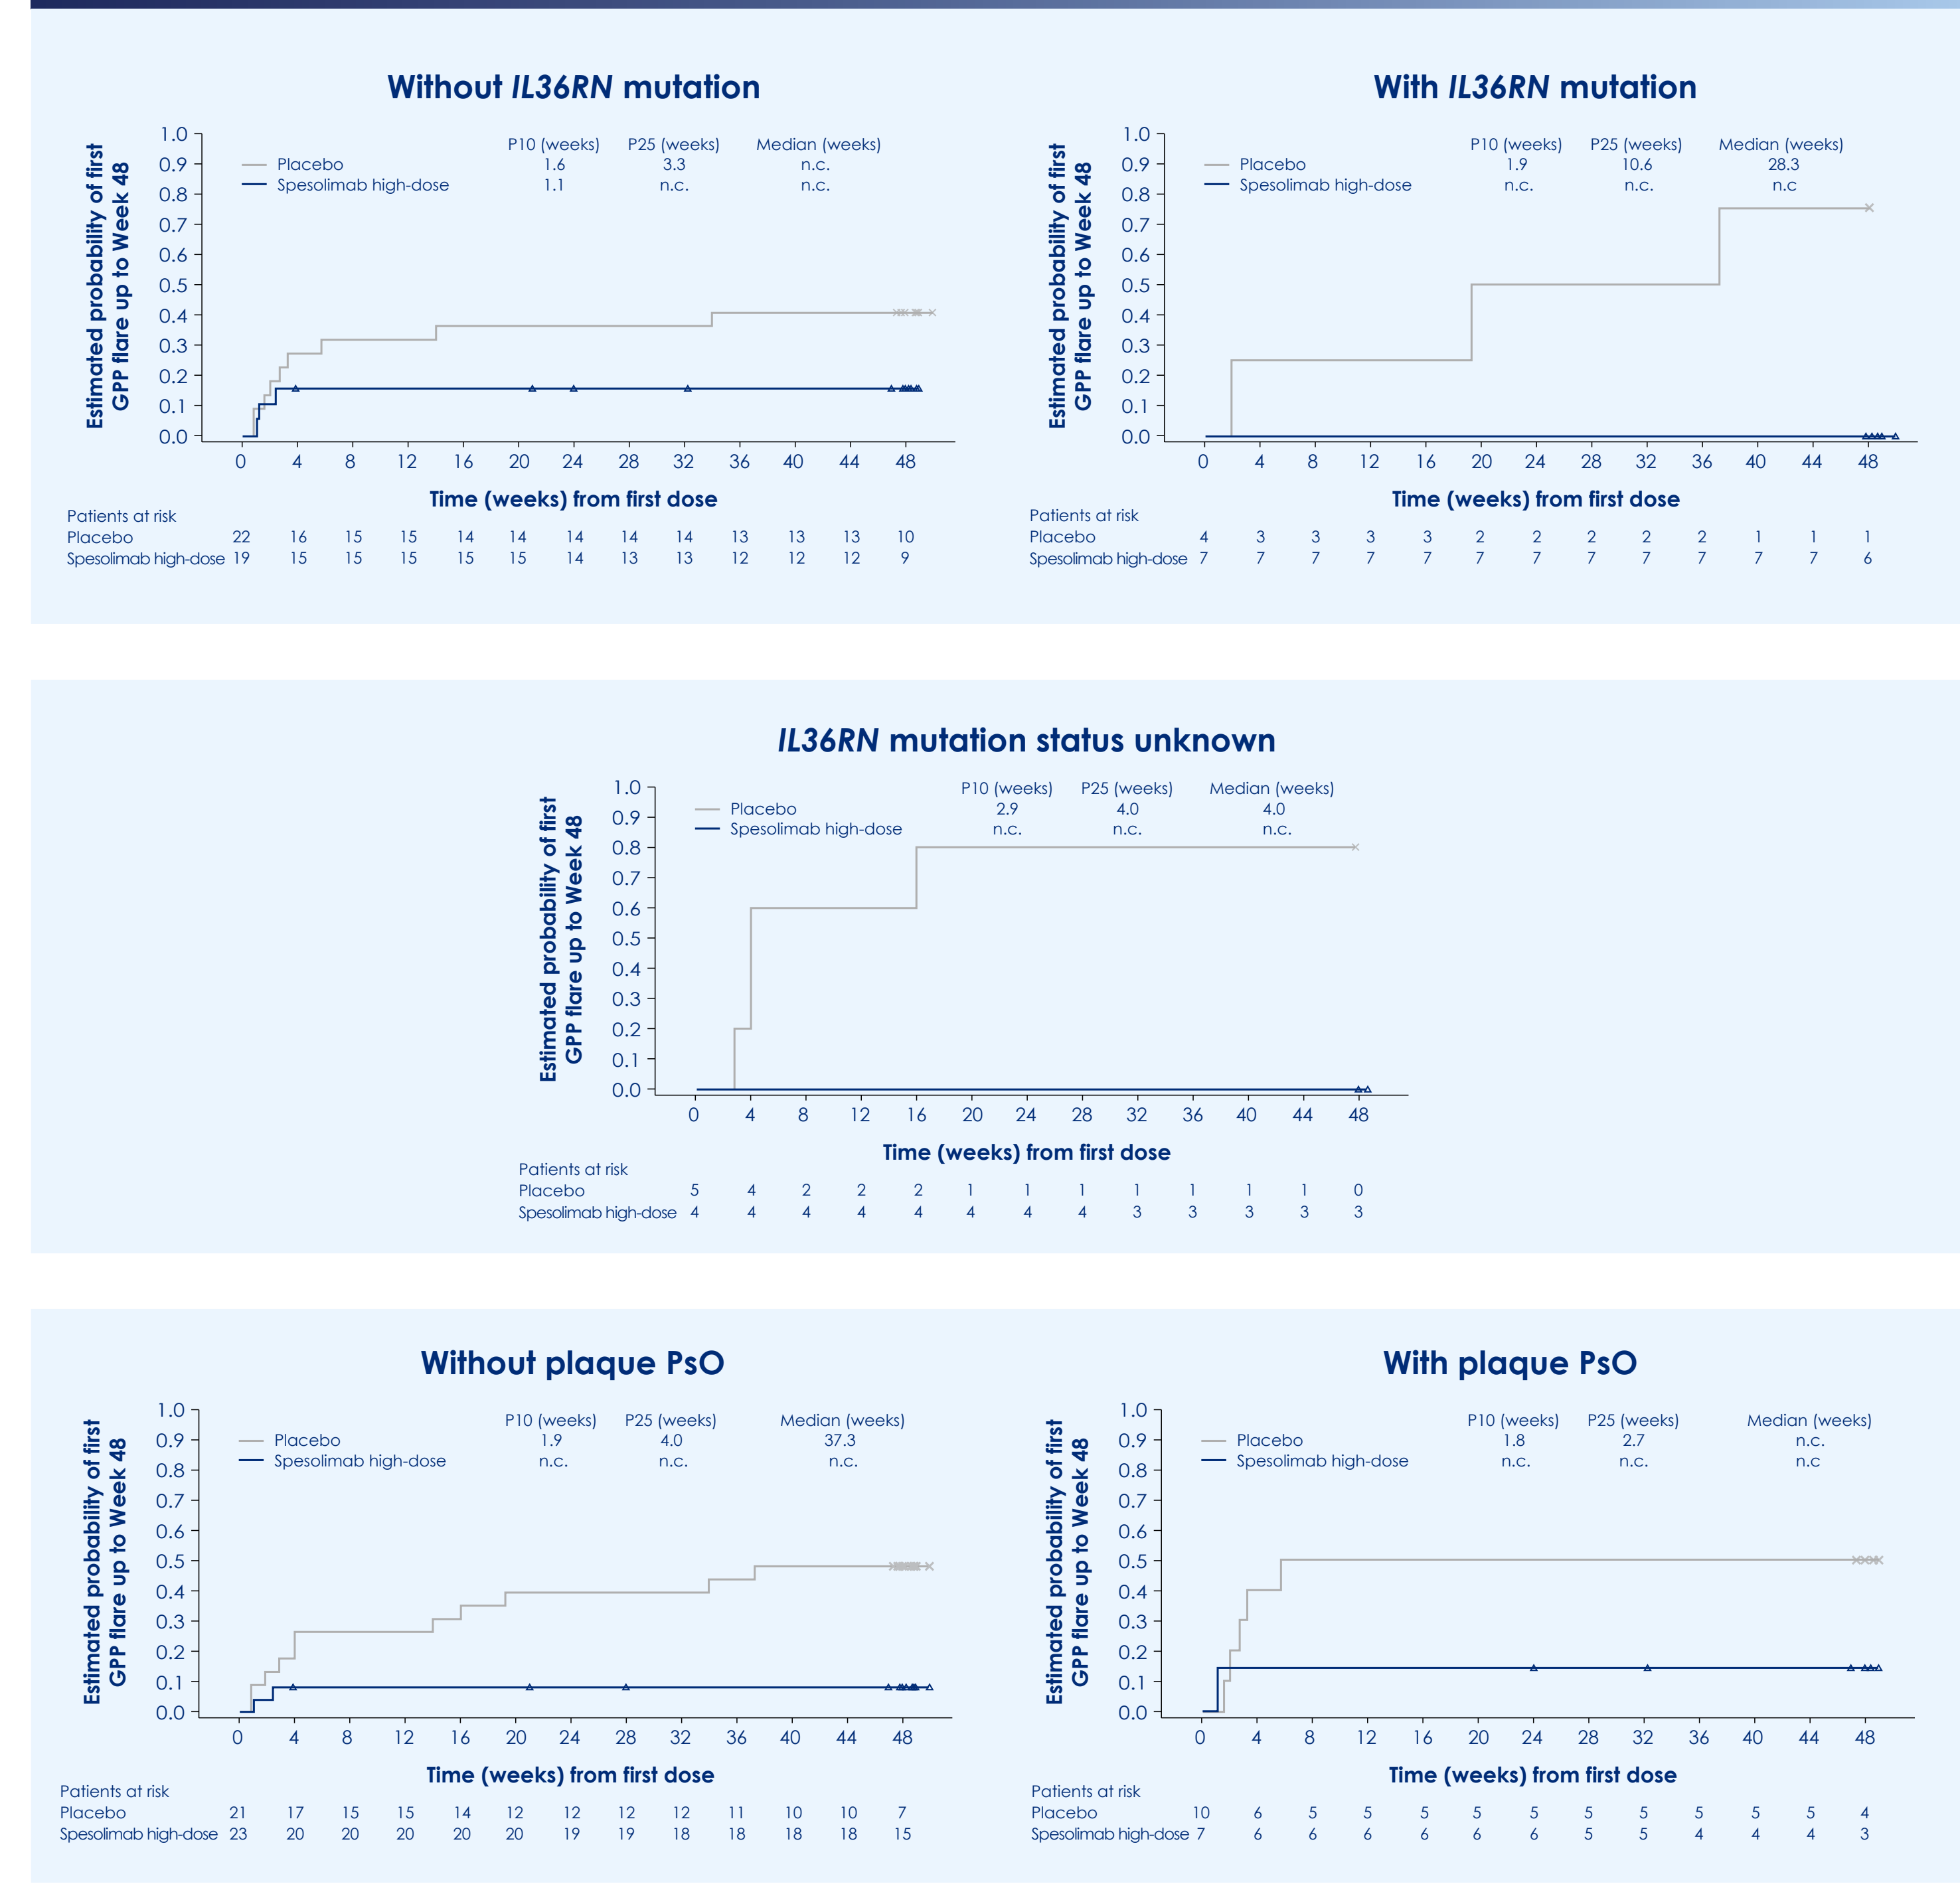 Without IL36RN mutation
Estimated probability of first
GPP flare up to Week 48
1.0
0.9
0.8
0.7
0.6
0.5
0.4
0.3
0.2
0.1
0.0
P10 (weeks) P25 (weeks) Median (weeks)
Placebo 1.6 3.3 n.c.
Spesolimab high-dose 1.1 n.c. n.c.
0 4 8 12 16 20 24 28 32 36 40 44 48
Time (weeks) from first dose
Patients at risk
Placebo 22 16 15 15 14 14 14 14 14 13 13 13 10
Spesolimab high-dose 19 15 15 15 15 15 14 13 13 12 12 12 9
With IL36RN mutation
Estimated probability of first
GPP flare up to Week 48
1.0
0.9
0.8
0.7
0.6
0.5
0.4
0.3
0.2
0.1
0.0
P10 (weeks) P25 (weeks) Median (weeks)
Placebo 1.9 10.6 28.3
Spesolimab high-dose n.c. n.c. n.c
0 4 8 12 16 20 24 28 32 36 40 44 48
Time (weeks) from first dose
Patients at risk
Placebo 4 3 3 3 3 2 2 2 2 2 1 1 1
Spesolimab high-dose 7 7 7 7 7 7 7 7 7 7 7 7 6
IL36RN mutation status unknown
Estimated probability of first
GPP flare up to Week 48
1.0
0.9
0.8
0.7
0.6
0.5
0.4
0.3
0.2
0.1
0.0
P10 (weeks) P25 (weeks) Median (weeks)
Placebo 2.9 4.0 4.0
Spesolimab high-dose n.c. n.c. n.c.
0 4 8 12 16 20 24 28 32 36 40 44 48
Time (weeks) from first dose
Patients at risk
Placebo 5 4 2 2 2 1 1 1 1 1 1 1 0
Spesolimab high-dose 4 4 4 4 4 4 4 4 3 3 3 3 3
Without plaque PsO
Estimated probability of first
GPP flare up to Week 48
1.0
0.9
0.8
0.7
0.6
0.5
0.4
0.3
0.2
0.1
0.0
P10 (weeks) P25 (weeks) Median (weeks)
Placebo 1.9 4.0 37.3
Spesolimab high-dose n.c. n.c. n.c.
0 4 8 12 16 20 24 28 32 36 40 44 48
Time (weeks) from first dose
Patients at risk
Placebo 21 17 15 15 14 12 12 12 12 11 10 10 7
Spesolimab high-dose 23 20 20 20 20 20 19 19 18 18 18 18 15
With plaque PsO
Estimated probability of first
GPP flare up to Week 48
1.0
0.9
0.8
0.7
0.6
0.5
0.4
0.3
0.2
0.1
0.0
P10 (weeks) P25 (weeks) Median (weeks)
Placebo 1.8 2.7 n.c.
Spesolimab high-dose n.c. n.c. n.c
0 4 8 12 16 20 24 28 32 36 40 44 48
Time (weeks) from first dose
Patients at risk
Placebo 10 6 5 5 5 5 5 5 5 5 5 5 4
Spesolimab high-dose 7 6 6 6 6 6 6 5 5 4 4 4 3